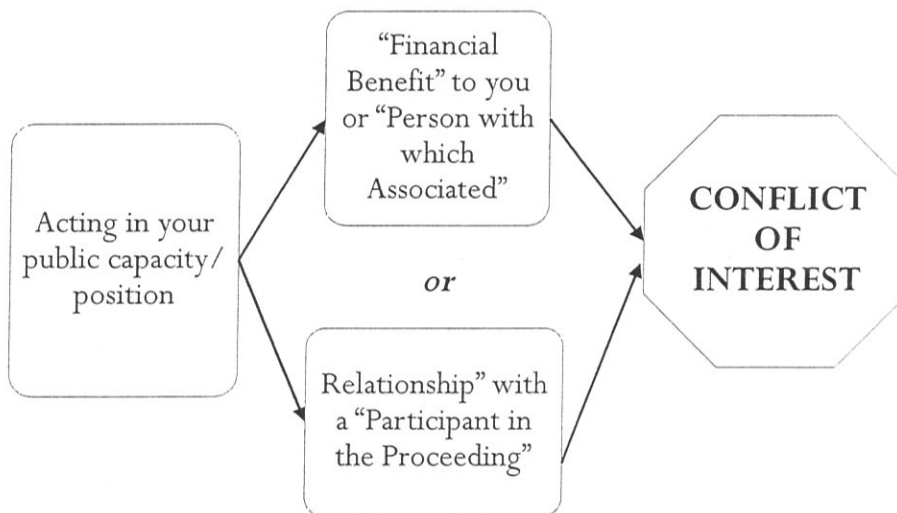 “Financial
Benefit” to you
or “Person with
which
Associated”
Acting in your
public capacity/
position
or
Relationship” with
a “Participant in
the Proceeding”
CONFLICT
OF
INTEREST